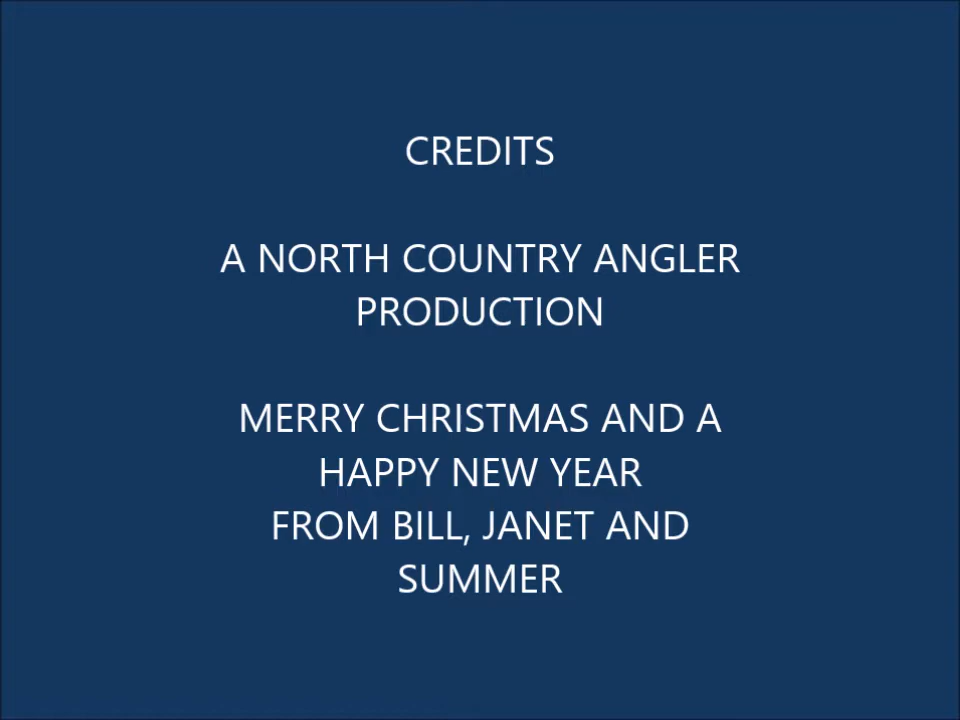 CREDITS
A NORTH COUNTRY ANGLER
PRODUCTION
MERRY CHRISTMAS AND A
HAPPY NEW YEAR
FROM BILL, JANET AND
SUMMER